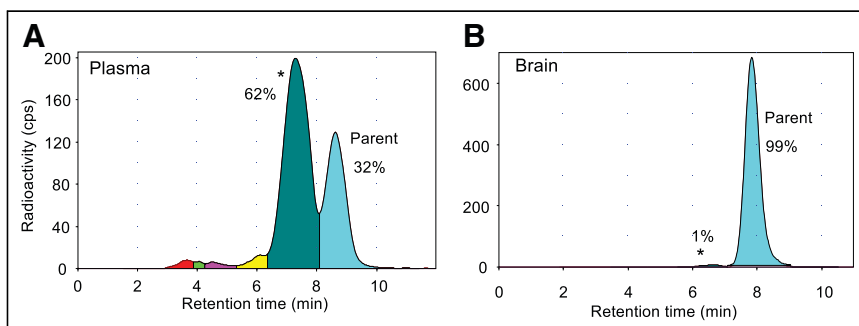 A
Plasma
Radioactivity (cps)
200
160
120
80
40
0
*
62%
Parent
32%
0 2 4 6 8 10
Retention time (min)
B
Brain
600
400
200
0
Parent
99%
1%
*
0 2 4 6 8 10
Retention time (min)